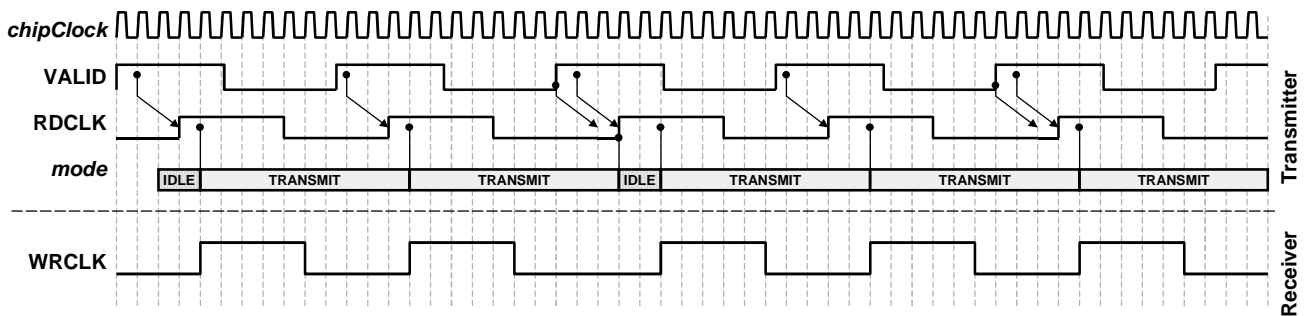 chipClock
VALID
RDCLK
mode
IDLE TRANSMIT TRANSMIT IDLE TRANSMIT TRANSMIT TRANSMIT
WRCLK
Transmitter
Receiver